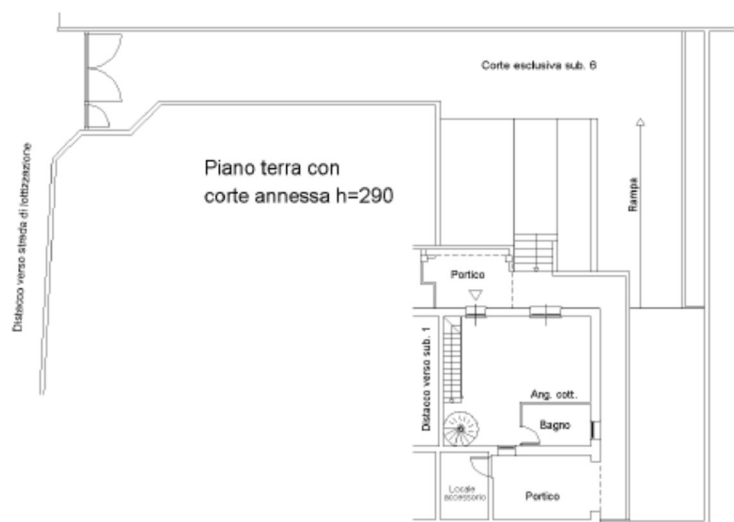 Corte esclusiva sub. 6
Piano terra con
corte annessa h=290
Distacco verso strada di lottizzazione
Rampa
Portico
Distacco verso sub. 1
Ang. cott.
Bagno
Locale
accessorio
Portico